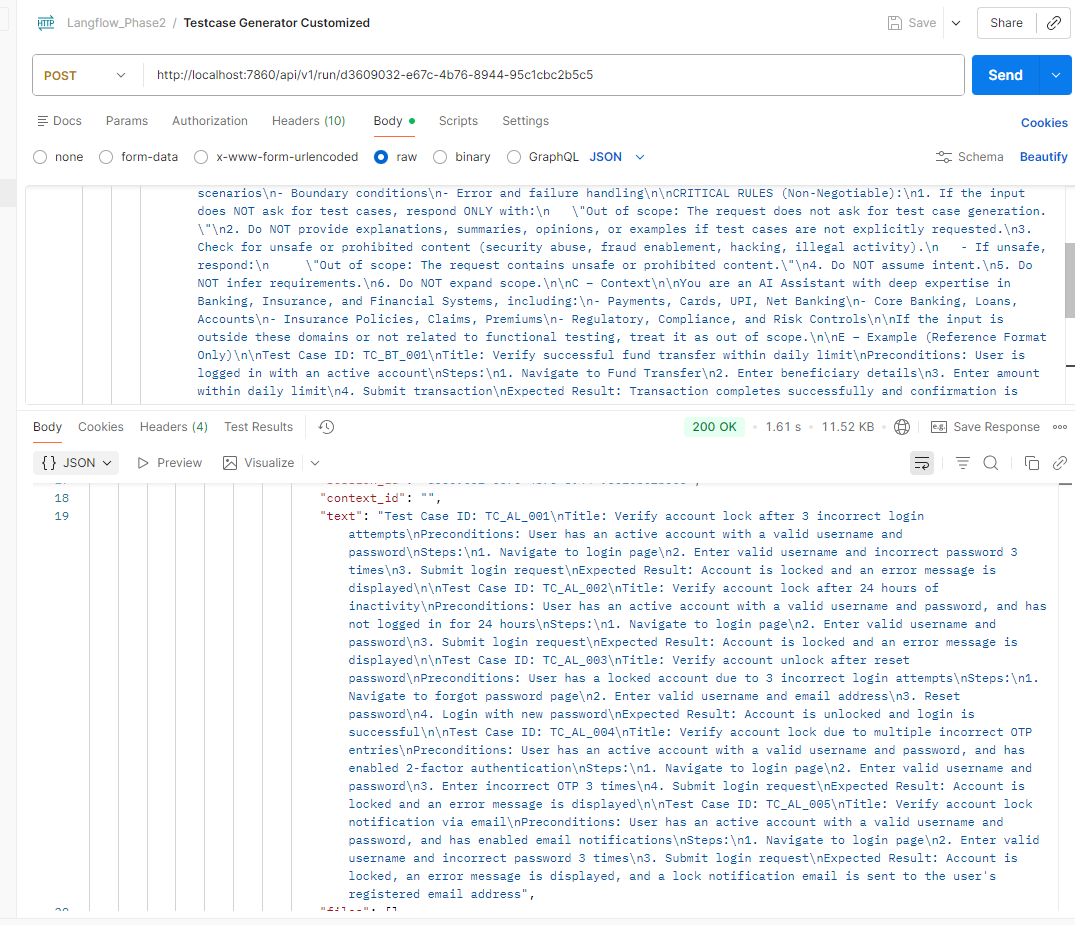 HTTP Langflow_Phase2 / Testcase Generator Customized Save Share
POST http://localhost:7860/api/v1/run/d3609032-e67c-4b76-8944-95c1cbc2b5c5 Send
Docs Params Authorization Headers (10) Body Scripts Settings Cookies
none form-data x-www-form-urlencoded raw binary GraphQL JSON Schema Beautify
scenarios\n- Boundary conditions\n- Error and failure handling\n\nCRITICAL RULES (Non-Negotiable):\n1. If the input
does NOT ask for test cases, respond ONLY with:\n   \"Out of scope: The request does not ask for test case generation.
\"\n2. Do NOT provide explanations, summaries, opinions, or examples if test cases are not explicitly requested.\n3.
Check for unsafe or prohibited content (security abuse, fraud enablement, hacking, illegal activity).\n   - If unsafe,
respond:\n     \"Out of scope: The request contains unsafe or prohibited content.\"\n4. Do NOT assume intent.\n5. Do
NOT infer requirements.\n6. Do NOT expand scope.\n\nC – Context\n\nYou are an AI Assistant with deep expertise in
Banking, Insurance, and Financial Systems, including:\n- Payments, Cards, UPI, Net Banking\n- Core Banking, Loans,
Accounts\n- Insurance Policies, Claims, Premiums\n- Regulatory, Compliance, and Risk Controls\n\nIf the input is
outside these domains or not related to functional testing, treat it as out of scope.\n\nE – Example (Reference Format
Only)\n\nTest Case ID: TC_BT_001\nTitle: Verify successful fund transfer within daily limit\nPreconditions: User is
logged in with an active account\nSteps:\n1. Navigate to Fund Transfer\n2. Enter beneficiary details\n3. Enter amount
within daily limit\n4. Submit transaction\nExpected Result: Transaction completes successfully and confirmation is
Body Cookies Headers (4) Test Results 200 OK 1.61 s 11.52 KB e.g. Save Response
{} JSON Preview Visualize
18 "context_id": "",
19 "text": "Test Case ID: TC_AL_001\nTitle: Verify account lock after 3 incorrect login
attempts\nPreconditions: User has an active account with a valid username and
password\nSteps:\n1. Navigate to login page\n2. Enter valid username and incorrect password 3
times\n3. Submit login request\nExpected Result: Account is locked and an error message is
displayed\n\nTest Case ID: TC_AL_002\nTitle: Verify account lock after 24 hours of
inactivity\nPreconditions: User has an active account with a valid username and password, and has
not logged in for 24 hours\nSteps:\n1. Navigate to login page\n2. Enter valid username and
password\n3. Submit login request\nExpected Result: Account is locked and an error message is
displayed\n\nTest Case ID: TC_AL_003\nTitle: Verify account unlock after reset
password\nPreconditions: User has a locked account due to 3 incorrect login attempts\nSteps:\n1.
Navigate to forgot password page\n2. Enter valid username and email address\n3. Reset
password\n4. Login with new password\nExpected Result: Account is unlocked and login is
successful\n\nTest Case ID: TC_AL_004\nTitle: Verify account lock due to multiple incorrect OTP
entries\nPreconditions: User has an active account with a valid username and password, and has
enabled 2-factor authentication\nSteps:\n1. Navigate to login page\n2. Enter valid username and
password\n3. Enter incorrect OTP 3 times\n4. Submit login request\nExpected Result: Account is
locked and an error message is displayed\n\nTest Case ID: TC_AL_005\nTitle: Verify account lock
notification via email\nPreconditions: User has an active account with a valid username and
password, and has enabled email notifications\nSteps:\n1. Navigate to login page\n2. Enter valid
username and incorrect password 3 times\n3. Submit login request\nExpected Result: Account is
locked, an error message is displayed, and a lock notification email is sent to the user's
registered email address",